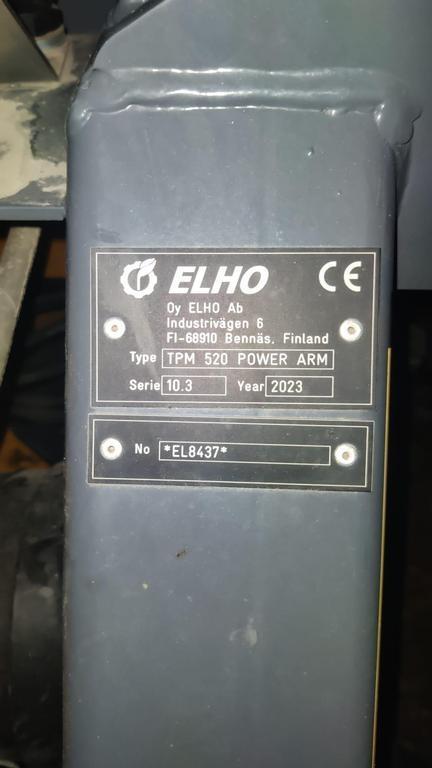 ELHO CE
Oy ELHO Ab
Industrivägen 6
FI-68910 Bennäs, Finland
Type TPM 520 POWER ARM
Serie 10.3 Year 2023
No *EL8437*